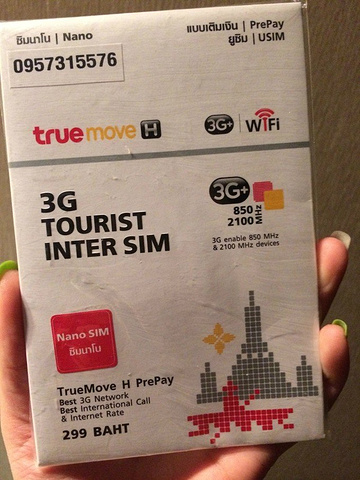 ซิมนาโน | Nano
แบบเติมเงิน | PrePay
ยูซิม | USIM
0957315576
truemove H
3G+ | WiFi
3G
TOURIST
INTER SIM
3G+
850
2100 MHz
3G enable 850 MHz
& 2100 MHz devices
Nano SIM
ซิมนาโน
TrueMove H PrePay
Best 3G Network
Best International Call
& Internet Rate
299 BAHT